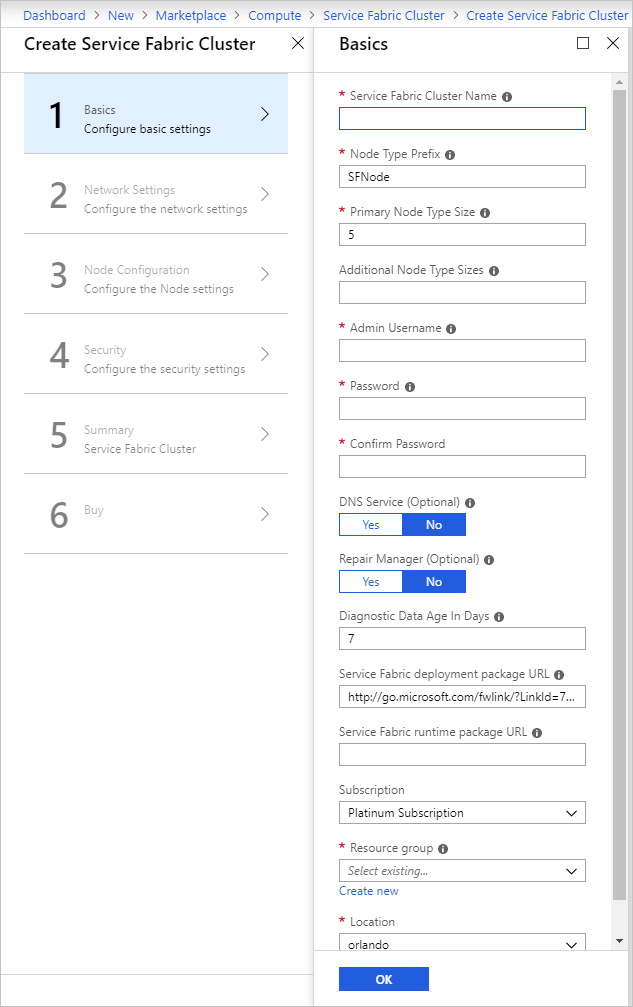 Dashboard > New > Marketplace > Compute > Service Fabric Cluster > Create Service Fabric Cluster
Create Service Fabric Cluster
1
Basics
Configure basic settings
2
Network Settings
Configure the network settings
3
Node Configuration
Configure the Node settings
4
Security
Configure the security settings
5
Summary
Service Fabric Cluster
6
Buy
Basics
* Service Fabric Cluster Name
* Node Type Prefix
SFNode
* Primary Node Type Size
5
Additional Node Type Sizes
* Admin Username
* Password
* Confirm Password
DNS Service (Optional)
Yes No
Repair Manager (Optional)
Yes No
Diagnostic Data Age In Days
7
Service Fabric deployment package URL
http://go.microsoft.com/fwlink/?LinkId=7...
Service Fabric runtime package URL
Subscription
Platinum Subscription
* Resource group
Select existing...
Create new
* Location
orlando
OK